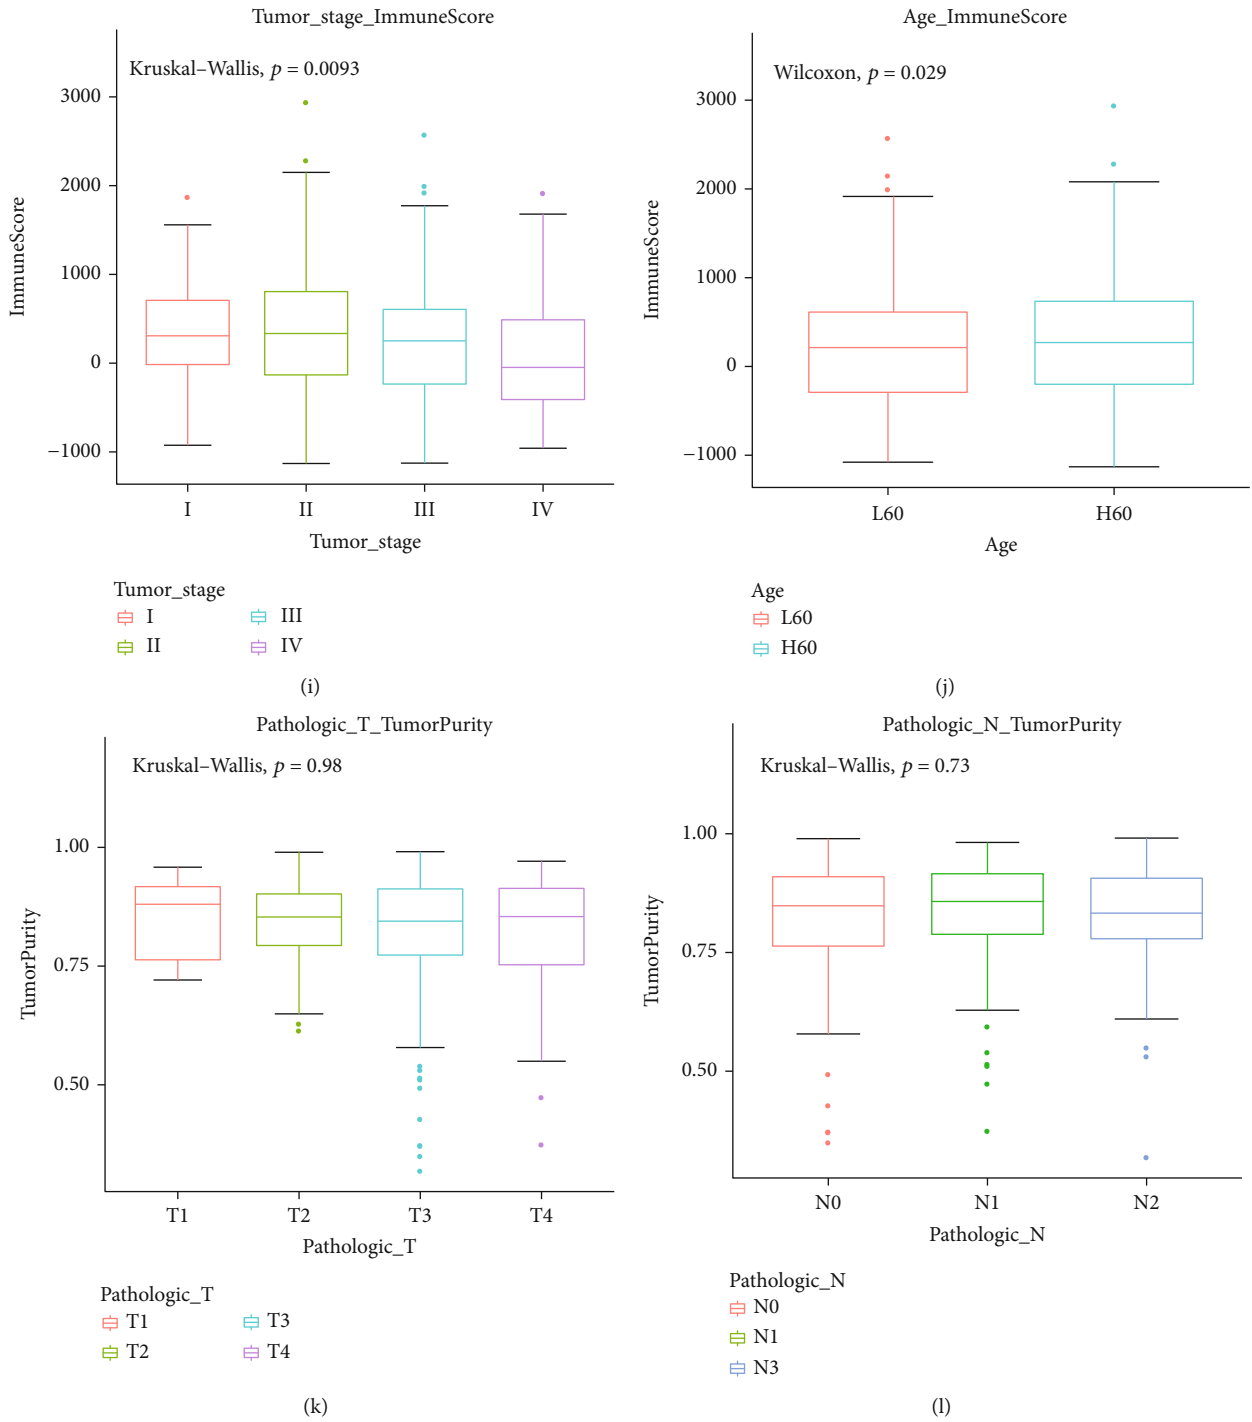 Tumor_stage_ImmuneScore
Kruskal–Wallis, p = 0.0093
3000
2000
1000
0
−1000
ImmuneScore
I II III IV
Tumor_stage
Tumor_stage
I III
II IV
(i)
Age_ImmuneScore
Wilcoxon, p = 0.029
3000
2000
1000
0
−1000
ImmuneScore
L60 H60
Age
Age
L60
H60
(j)
Pathologic_T_TumorPurity
Kruskal–Wallis, p = 0.98
1.00
0.75
0.50
TumorPurity
T1 T2 T3 T4
Pathologic_T
Pathologic_T
T1 T3
T2 T4
(k)
Pathologic_N_TumorPurity
Kruskal–Wallis, p = 0.73
1.00
0.75
0.50
TumorPurity
N0 N1 N2
Pathologic_N
Pathologic_N
N0
N1
N3
(l)